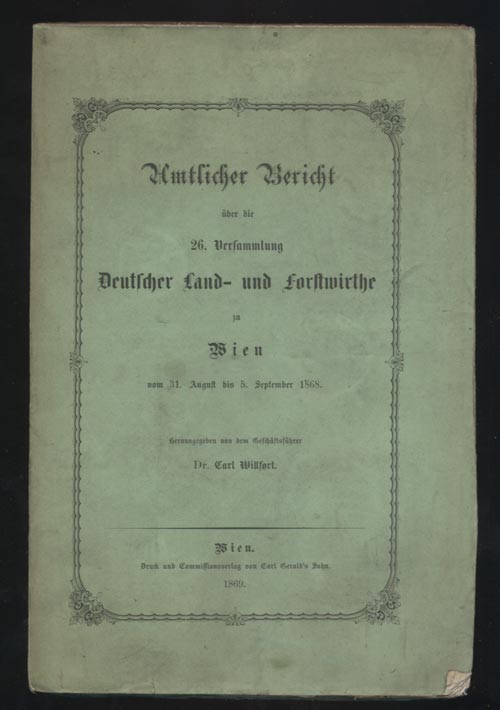 Amtlicher Bericht
über die
26. Versammlung
Deutscher Land- und Forstwirthe
zu
Wien
vom 31. August bis 5. September 1868.
Herausgegeben von dem Geschäftsführer
Dr. Carl Willfort.
Wien.
Druck und Commissionsverlag von Carl Gerold's Sohn.
1869.